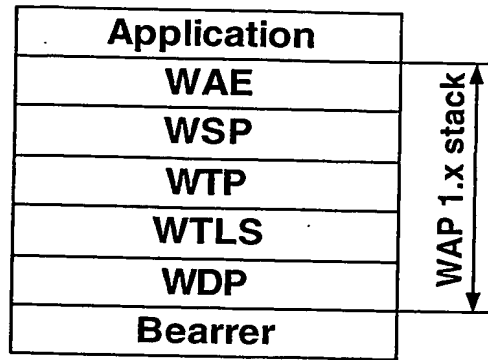 Application
WAE
WSP
WTP
WTLS
WDP
Bearrer
WAP 1.x stack